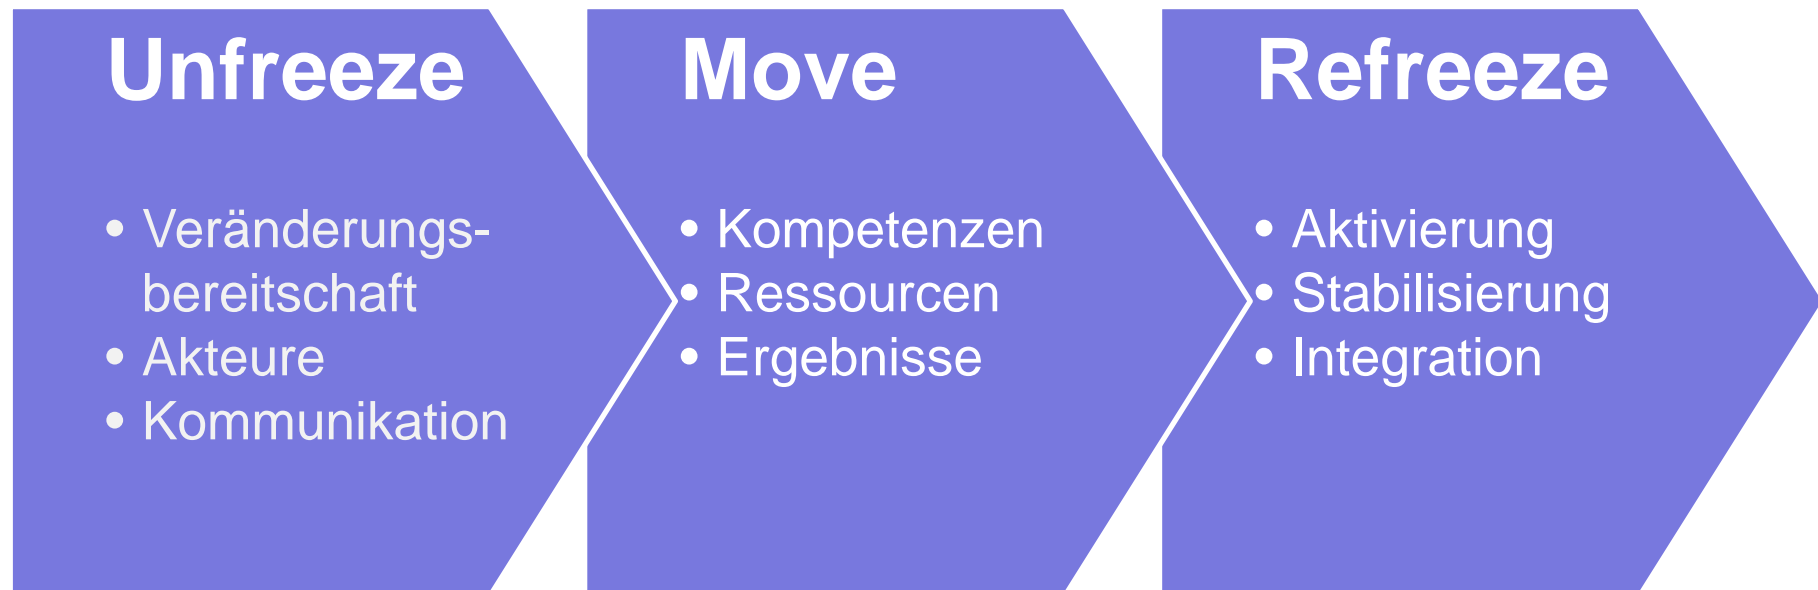 Unfreeze
• Veränderungs-
bereitschaft
• Akteure
• Kommunikation
Move
• Kompetenzen
• Ressourcen
• Ergebnisse
Refreeze
• Aktivierung
• Stabilisierung
• Integration